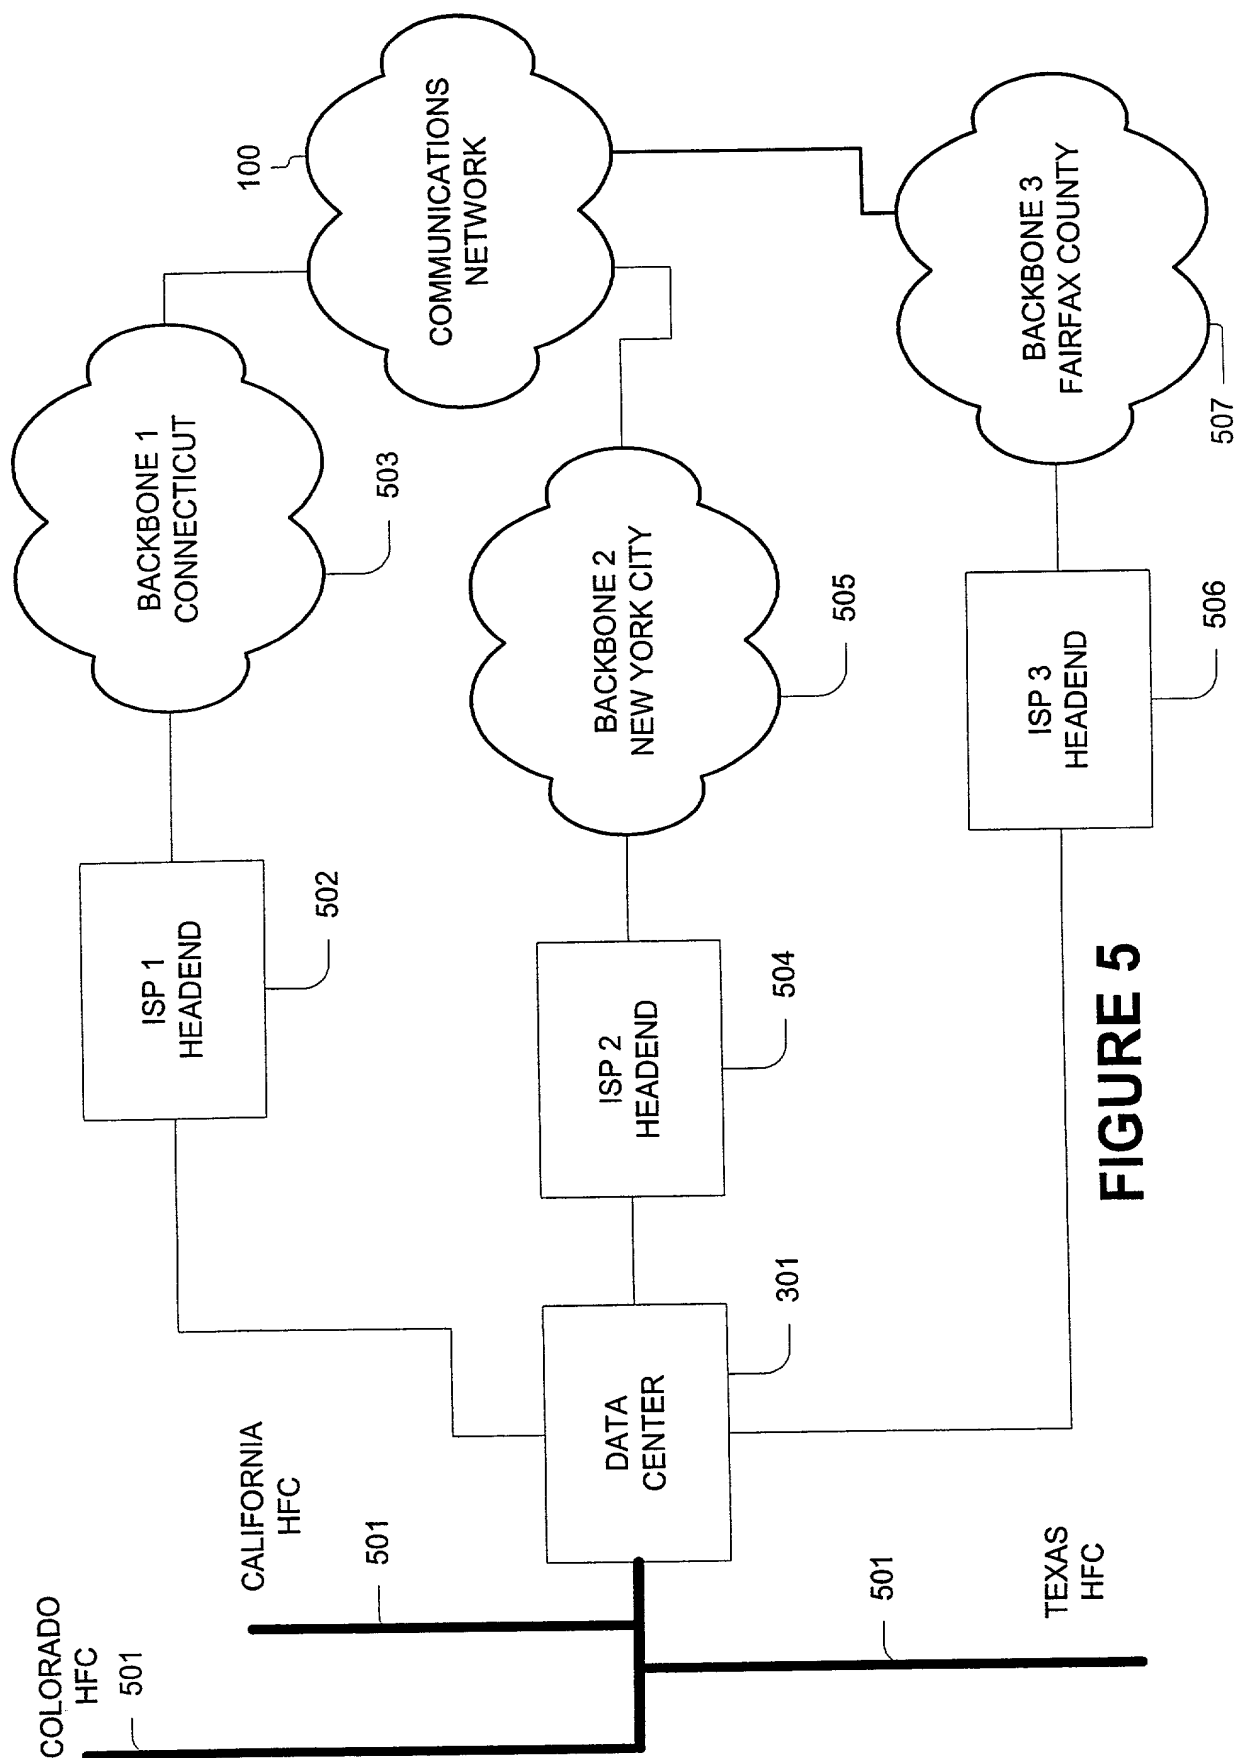 COLORADO
HFC
501
CALIFORNIA
HFC
501
501
TEXAS
HFC
DATA
CENTER
301
ISP 1
HEADEND
502
ISP 2
HEADEND
504
ISP 3
HEADEND
506
BACKBONE 1
CONNECTICUT
503
BACKBONE 2
NEW YORK CITY
505
BACKBONE 3
FAIRFAX COUNTY
507
100
COMMUNICATIONS
NETWORK
FIGURE 5